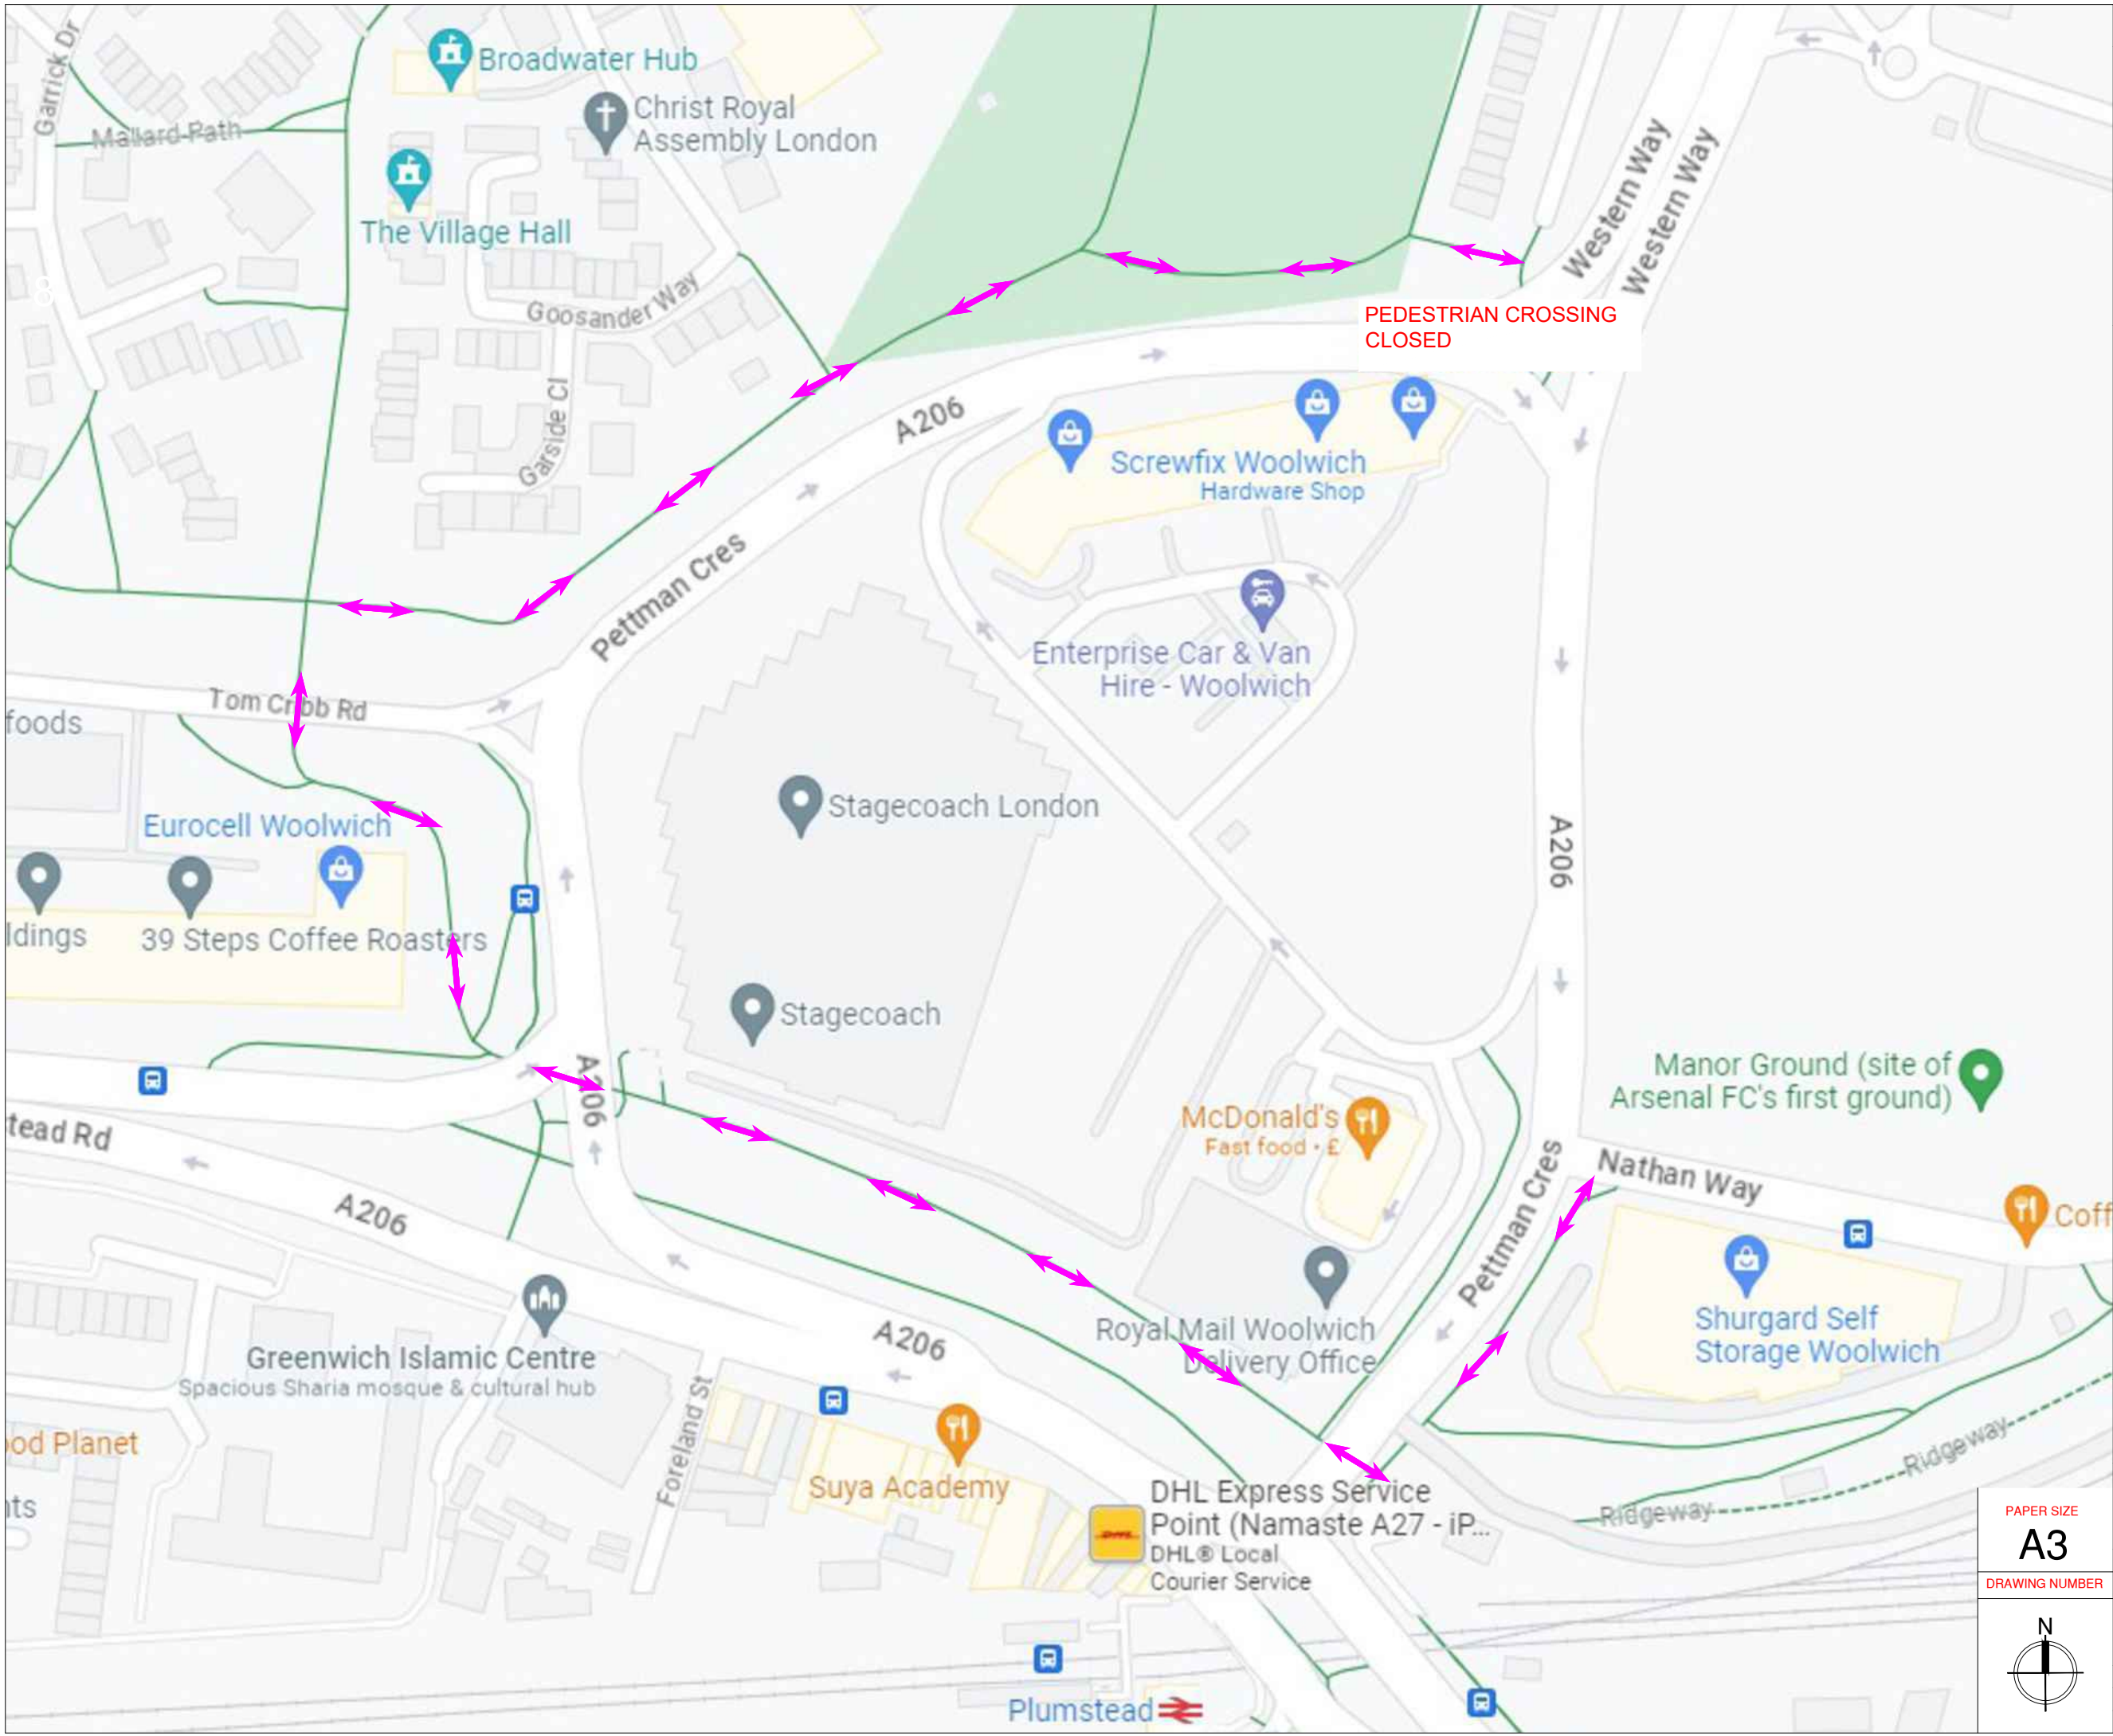 Garrick Dr
Broadwater Hub
Mallard Path
Christ Royal
Assembly London
The Village Hall
Western Way
Western Way
8
Goosander Way
PEDESTRIAN CROSSING
CLOSED
Garside Cl
A206
Screwfix Woolwich
Hardware Shop
Pettman Cres
Enterprise Car & Van
Hire - Woolwich
Tom Cribb Rd
foods
Stagecoach London
Eurocell Woolwich
A206
ldings
39 Steps Coffee Roasters
Stagecoach
A206
Manor Ground (site of
Arsenal FC's first ground)
McDonald's
Fast food • £
tead Rd
A206
Pettman Cres
Nathan Way
Coff
Royal Mail Woolwich
Delivery Office
Shurgard Self
Storage Woolwich
A206
Greenwich Islamic Centre
Spacious Sharia mosque & cultural hub
Foreland St
ood Planet
Suya Academy
Ridgeway
Ridgeway
nts
DHL Express Service
Point (Namaste A27 - iP...
DHL® Local
Courier Service
PAPER SIZE
A3
DRAWING NUMBER
N
Plumstead